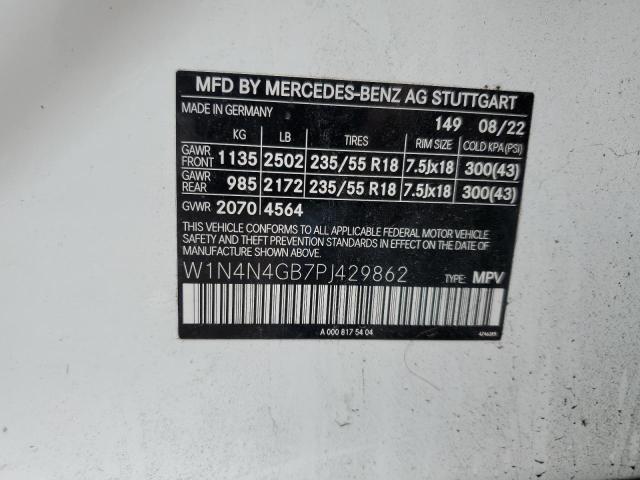 MFD BY MERCEDES-BENZ AG STUTTGART
MADE IN GERMANY 149 08/22
KG LB TIRES RIM SIZE COLD KPA(PSI)
GAWR FRONT 1135 2502 235/55 R18 7.5Jx18 300(43)
GAWR REAR 985 2172 235/55 R18 7.5Jx18 300(43)
GVWR 2070 4564
THIS VEHICLE CONFORMS TO ALL APPLICABLE FEDERAL MOTOR VEHICLE
SAFETY AND THEFT PREVENTION STANDARDS IN EFFECT ON THE DATE OF
MANUFACTURE SHOWN ABOVE.
W1N4N4GB7PJ429862 TYPE: MPV
A 000 817 54 04